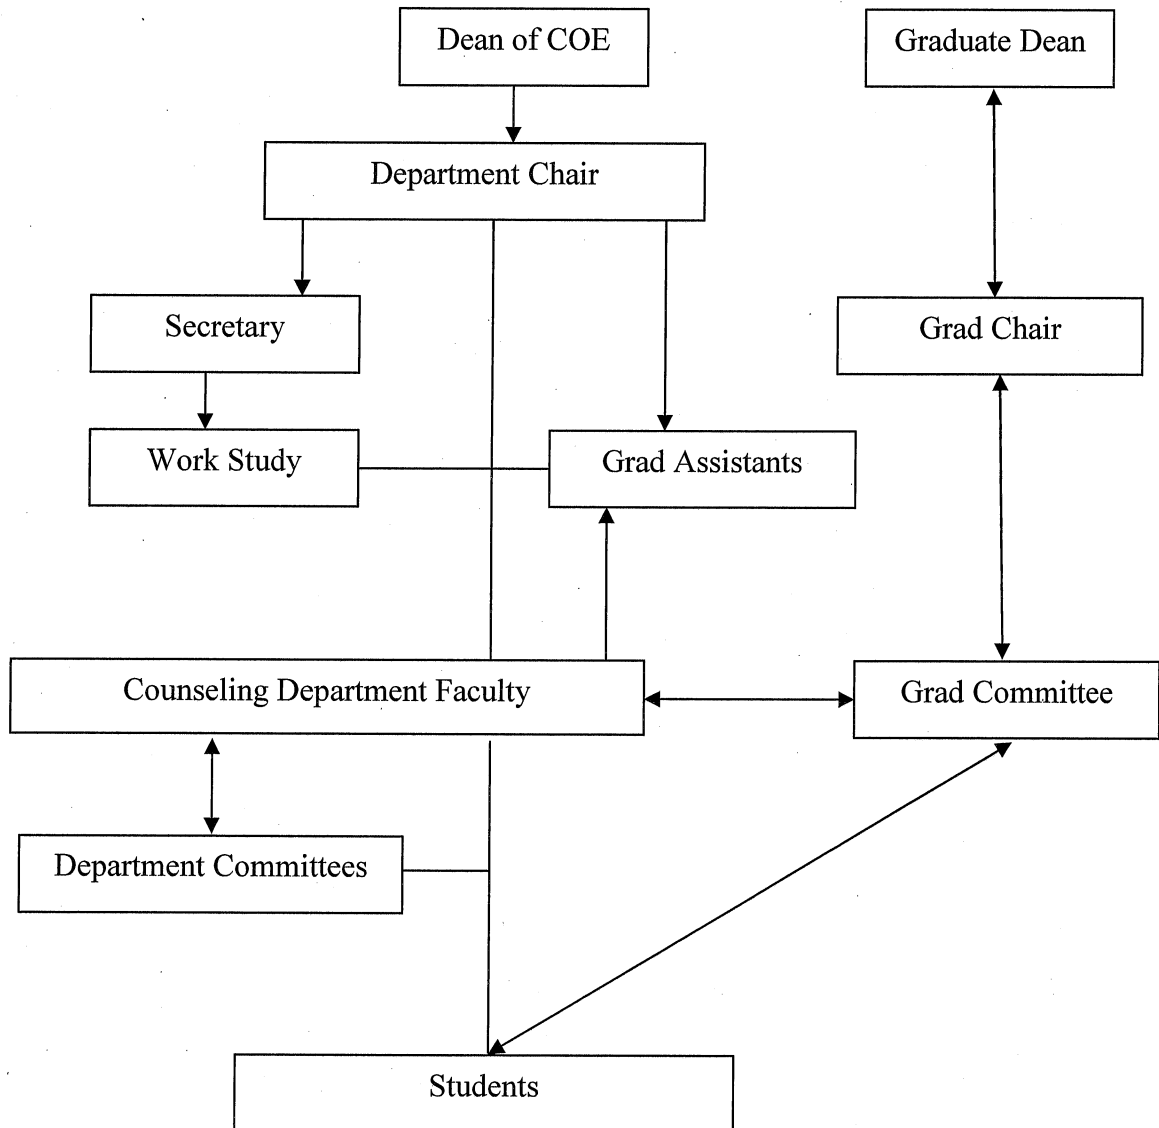 Dean of COE
Graduate Dean
Department Chair
Secretary
Grad Chair
Work Study
Grad Assistants
Counseling Department Faculty
Grad Committee
Department Committees
Students